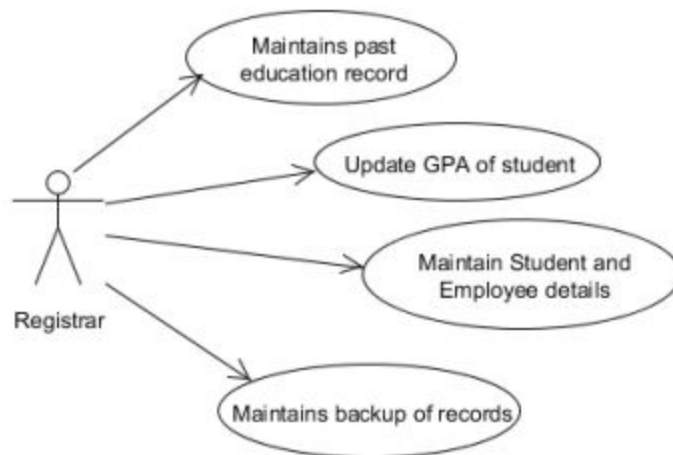 Maintains past
education record
Update GPA of student
Maintain Student and
Employee details
Registrar
Maintains backup of records